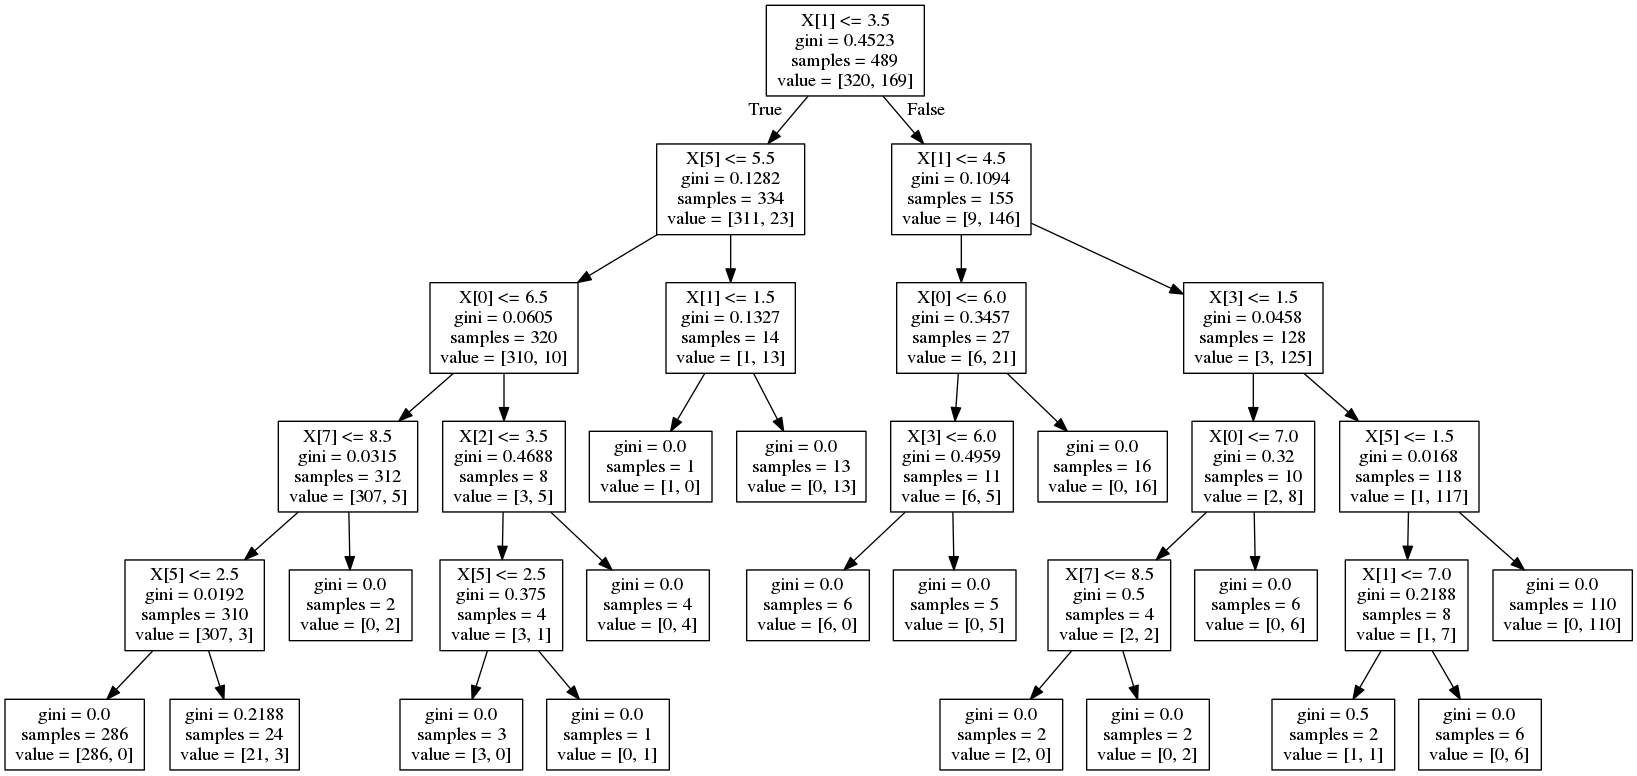 X[1] <= 3.5
gini = 0.4523
samples = 489
value = [320, 169]
True
False
X[5] <= 5.5
gini = 0.1282
samples = 334
value = [311, 23]
X[1] <= 4.5
gini = 0.1094
samples = 155
value = [9, 146]
X[0] <= 6.5
gini = 0.0605
samples = 320
value = [310, 10]
X[1] <= 1.5
gini = 0.1327
samples = 14
value = [1, 13]
X[0] <= 6.0
gini = 0.3457
samples = 27
value = [6, 21]
X[3] <= 1.5
gini = 0.0458
samples = 128
value = [3, 125]
X[7] <= 8.5
gini = 0.0315
samples = 312
value = [307, 5]
X[2] <= 3.5
gini = 0.4688
samples = 8
value = [3, 5]
gini = 0.0
samples = 1
value = [1, 0]
gini = 0.0
samples = 13
value = [0, 13]
X[3] <= 6.0
gini = 0.4959
samples = 11
value = [6, 5]
gini = 0.0
samples = 16
value = [0, 16]
X[0] <= 7.0
gini = 0.32
samples = 10
value = [2, 8]
X[5] <= 1.5
gini = 0.0168
samples = 118
value = [1, 117]
X[5] <= 2.5
gini = 0.0192
samples = 310
value = [307, 3]
gini = 0.0
samples = 2
value = [0, 2]
X[5] <= 2.5
gini = 0.375
samples = 4
value = [3, 1]
gini = 0.0
samples = 4
value = [0, 4]
gini = 0.0
samples = 6
value = [6, 0]
gini = 0.0
samples = 5
value = [0, 5]
X[7] <= 8.5
gini = 0.5
samples = 4
value = [2, 2]
gini = 0.0
samples = 6
value = [0, 6]
X[1] <= 7.0
gini = 0.2188
samples = 8
value = [1, 7]
gini = 0.0
samples = 110
value = [0, 110]
gini = 0.0
samples = 286
value = [286, 0]
gini = 0.2188
samples = 24
value = [21, 3]
gini = 0.0
samples = 3
value = [3, 0]
gini = 0.0
samples = 1
value = [0, 1]
gini = 0.0
samples = 2
value = [2, 0]
gini = 0.0
samples = 2
value = [0, 2]
gini = 0.5
samples = 2
value = [1, 1]
gini = 0.0
samples = 6
value = [0, 6]